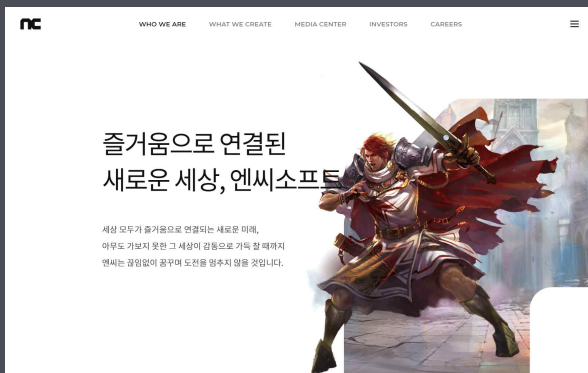 nc
WHO WE ARE WHAT WE CREATE MEDIA CENTER INVESTORS CAREERS
즐거움으로 연결된
새로운 세상, 엔씨소프트
세상 모두가 즐거움으로 연결되는 새로운 미래,
아무도 가보지 못한 그 세상이 감동으로 가득 찰 때까지
엔씨는 끊임없이 꿈꾸며 도전을 멈추지 않을 것입니다.